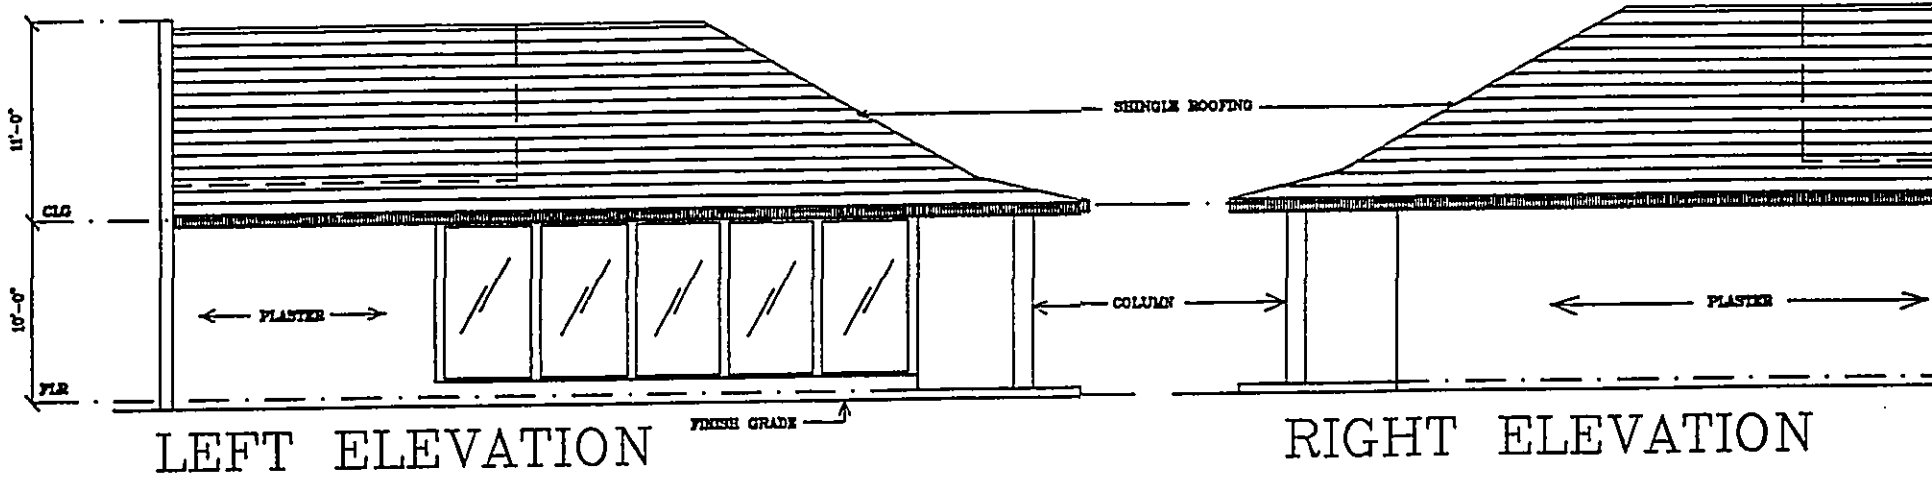 11'-0"
SHINGLE ROOFING
CLG
10'-0"
PLASTER
COLUMN
PLASTER
FLR
FINISH GRADE
LEFT ELEVATION
RIGHT ELEVATION